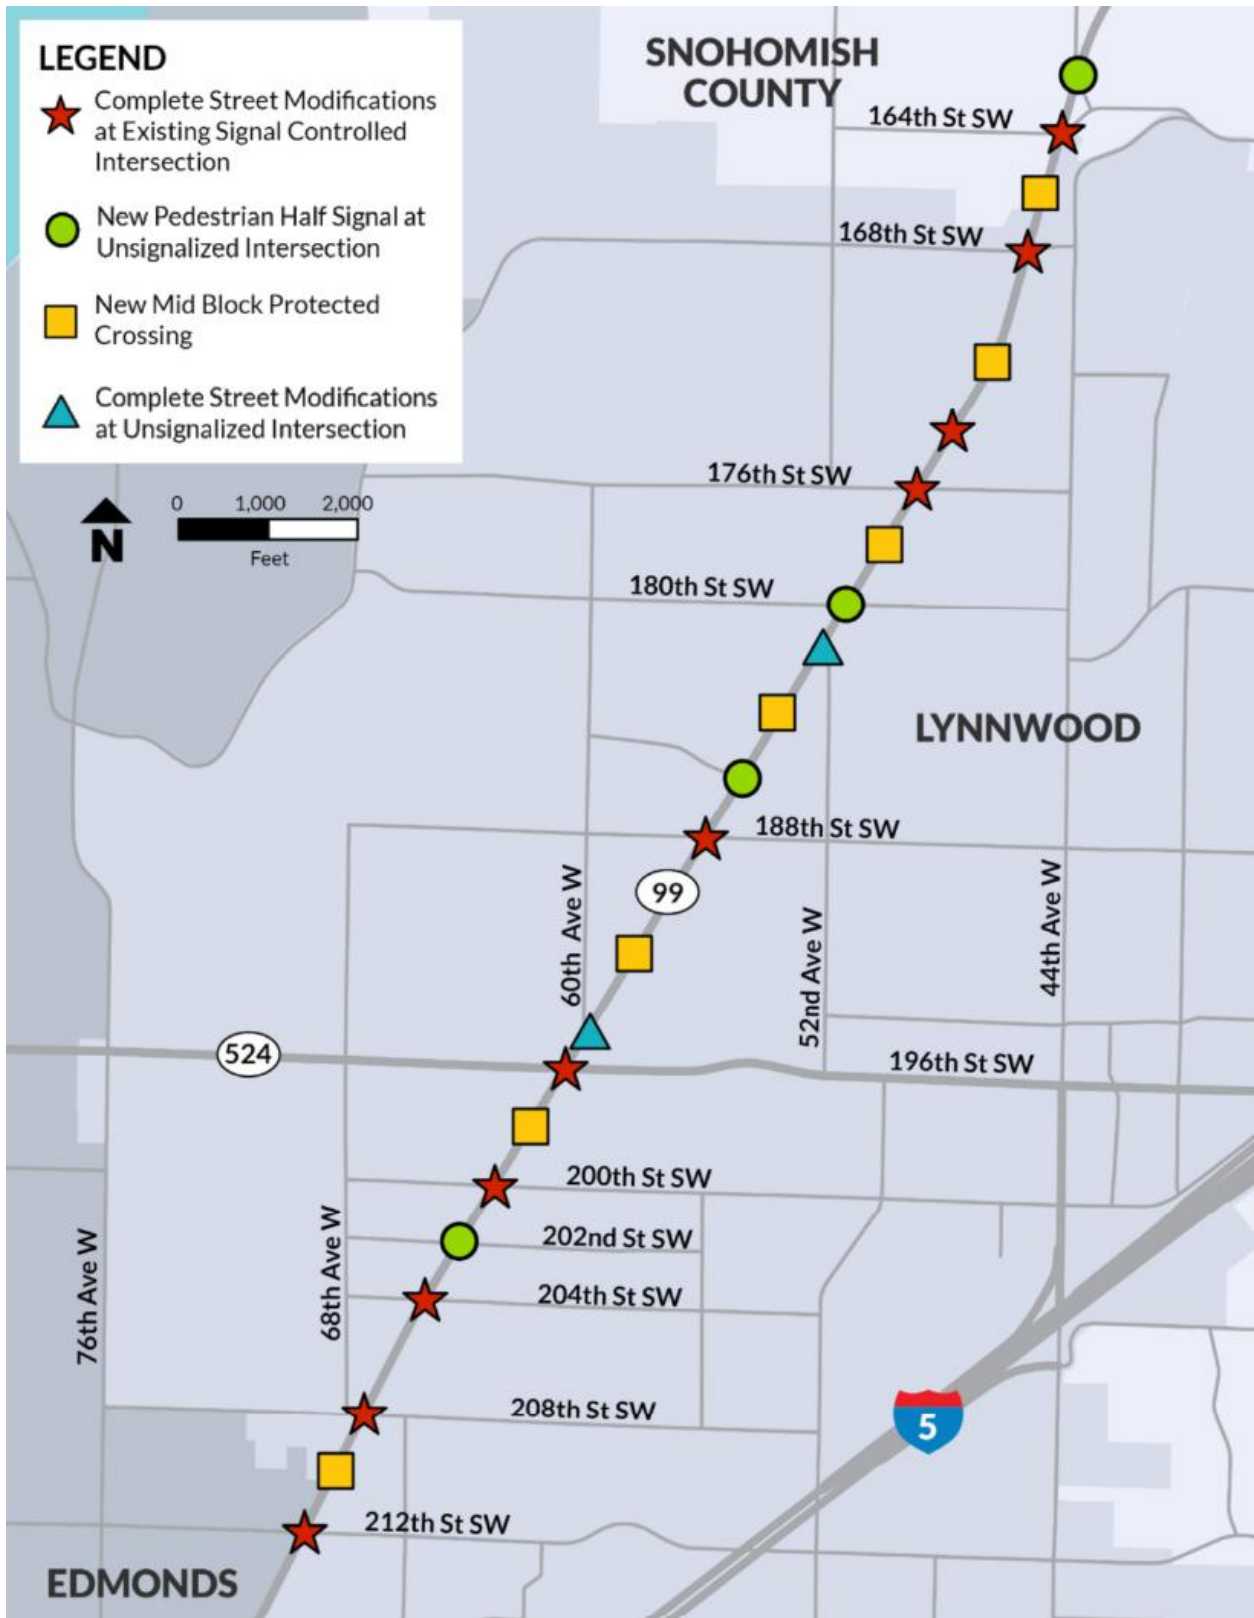 LEGEND
Complete Street Modifications
at Existing Signal Controlled
Intersection
New Pedestrian Half Signal at
Unsignalized Intersection
New Mid Block Protected
Crossing
Complete Street Modifications
at Unsignalized Intersection
SNOHOMISH
COUNTY
164th St SW
168th St SW
176th St SW
0 1,000 2,000
Feet
N
180th St SW
LYNNWOOD
188th St SW
99
60th Ave W
52nd Ave W
44th Ave W
524
196th St SW
200th St SW
202nd St SW
76th Ave W
68th Ave W
204th St SW
208th St SW
5
212th St SW
EDMONDS